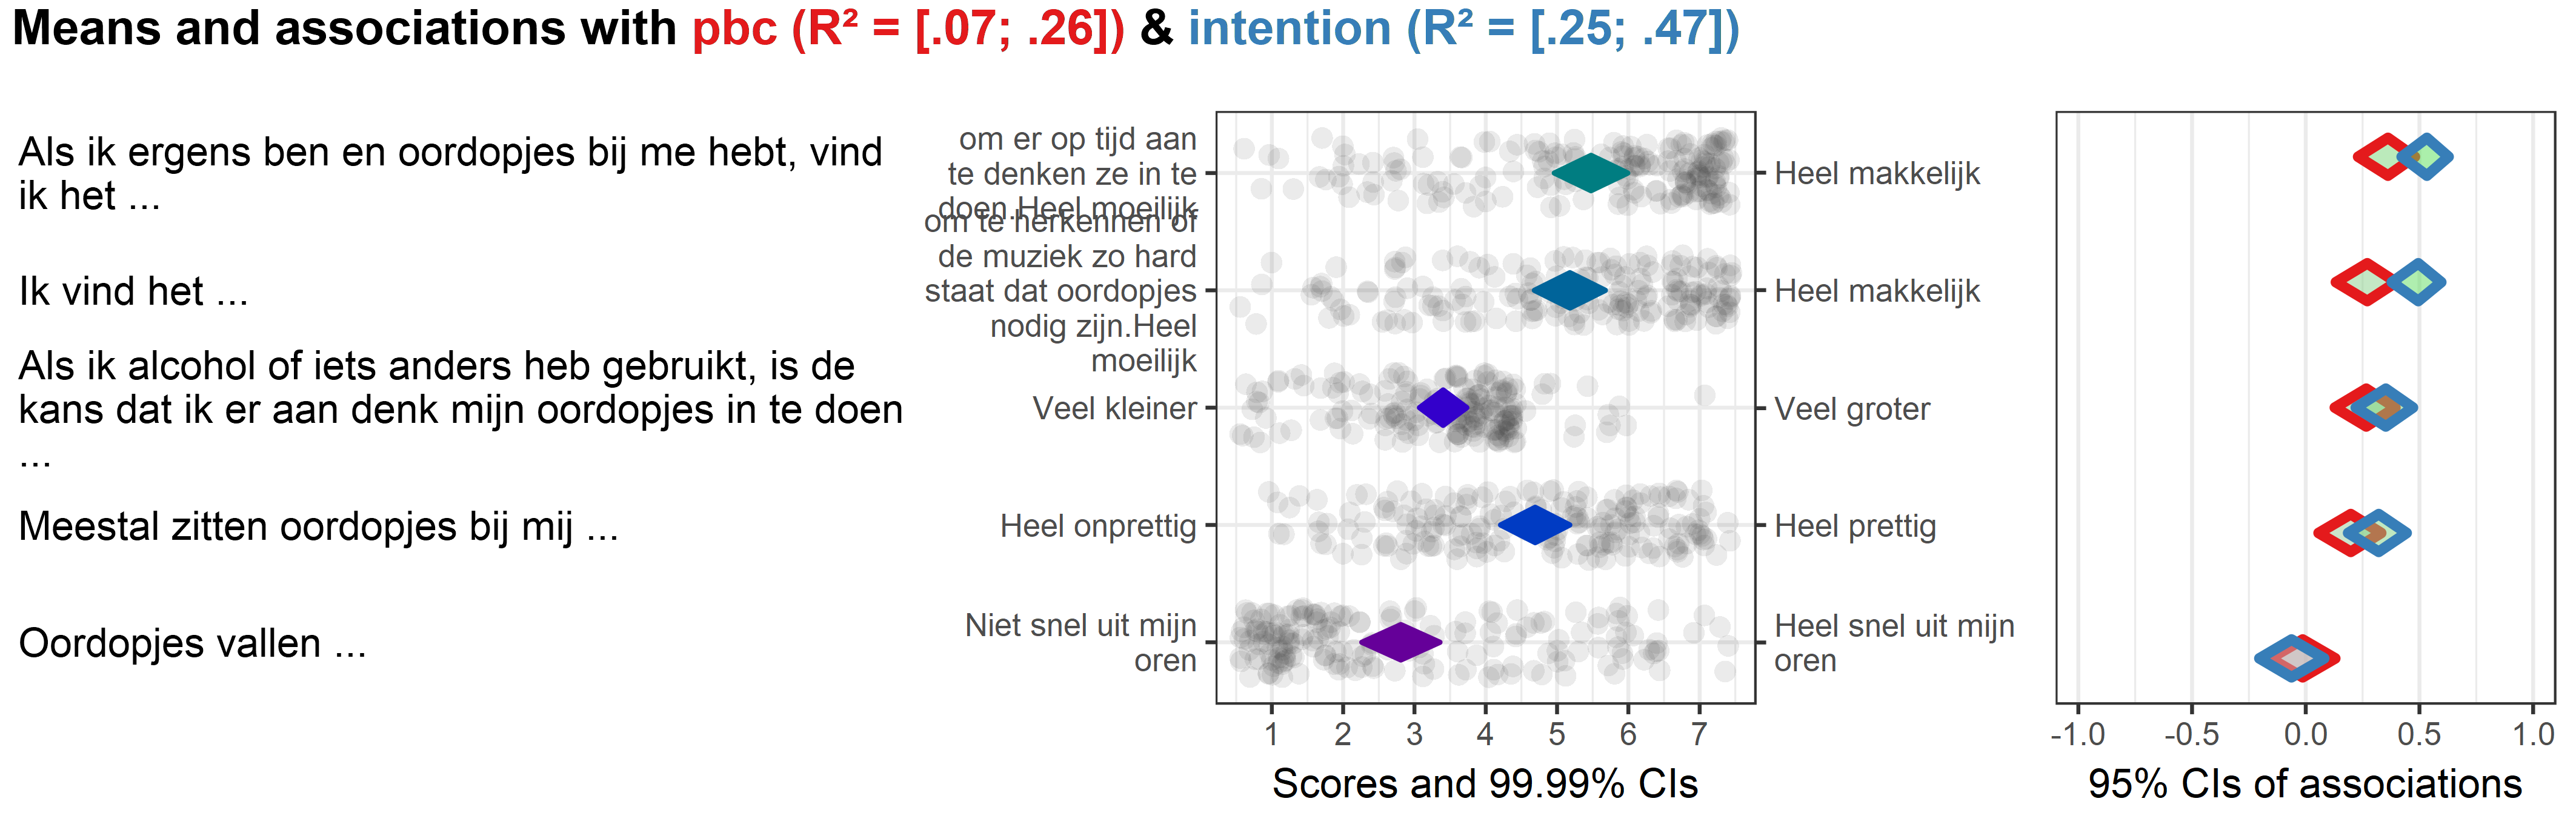 Means and associations with pbc (R² = [.07; .26]) & intention (R² = [.25; .47])
Als ik ergens ben en oordopjes bij me hebt, vind
ik het ...
om er op tijd aan
te denken ze in te
doen.Heel moeilijk
Heel makkelijk
Ik vind het ...
om te herkennen of
de muziek zo hard
staat dat oordopjes
nodig zijn.Heel
moeilijk
Heel makkelijk
Als ik alcohol of iets anders heb gebruikt, is de
kans dat ik er aan denk mijn oordopjes in te doen
...
Veel kleiner
Veel groter
Meestal zitten oordopjes bij mij ...
Heel onprettig
Heel prettig
Oordopjes vallen ...
Niet snel uit mijn
oren
Heel snel uit mijn
oren
1 2 3 4 5 6 7
Scores and 99.99% CIs
-1.0 -0.5 0.0 0.5 1.0
95% CIs of associations